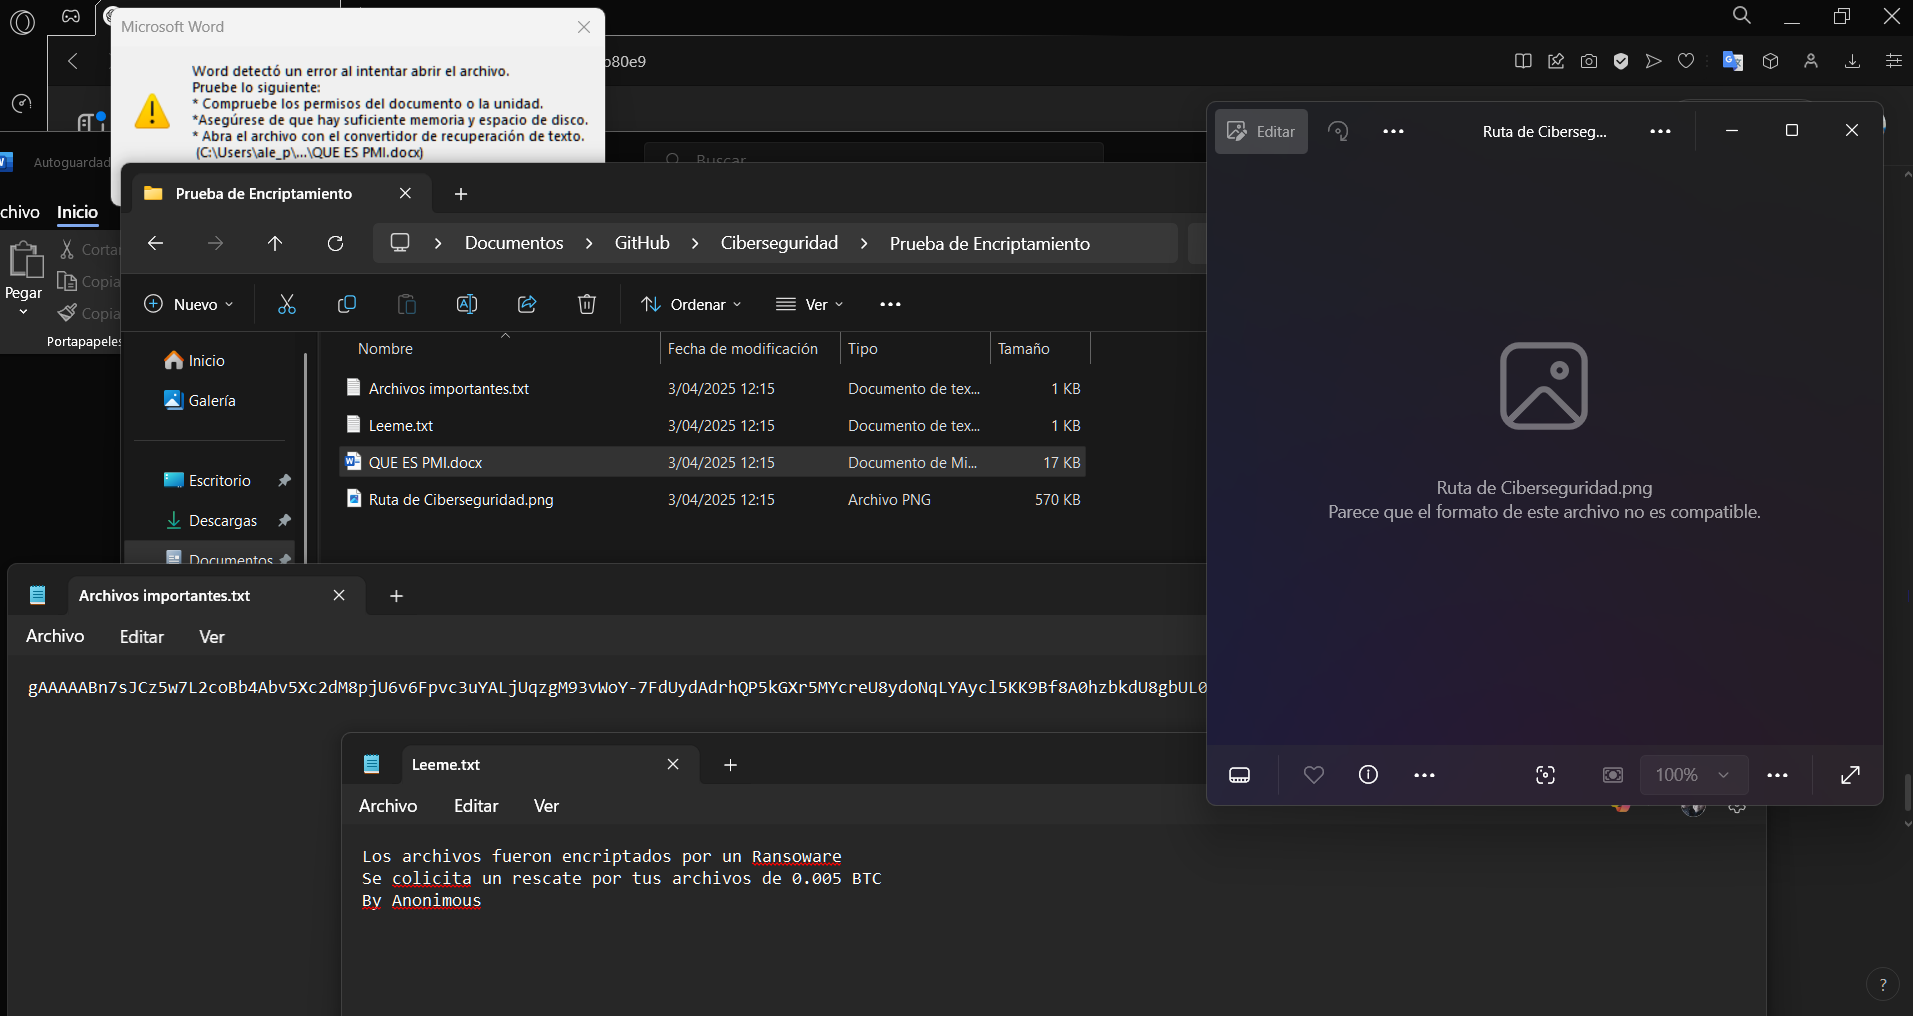 Microsoft Word
Word detectó un error al intentar abrir el archivo.
Pruebe lo siguiente:
* Compruebe los permisos del documento o la unidad.
*Asegúrese de que hay suficiente memoria y espacio de disco.
* Abra el archivo con el convertidor de recuperación de texto.
(C:\Users\ale_p\...\QUE ES PMI.docx)
b80e9
Buscar
Autoguardad
chivo Inicio
Pegar
Cortar
Copia
Copia
Portapapeles
Prueba de Encriptamiento
Documentos > GitHub > Ciberseguridad > Prueba de Encriptamiento
Nuevo
Ordenar
Ver
Inicio
Galería
Escritorio
Descargas
Documentos
Nombre Fecha de modificación Tipo Tamaño
Archivos importantes.txt 3/04/2025 12:15 Documento de tex... 1 KB
Leeme.txt 3/04/2025 12:15 Documento de tex... 1 KB
QUE ES PMI.docx 3/04/2025 12:15 Documento de Mi... 17 KB
Ruta de Ciberseguridad.png 3/04/2025 12:15 Archivo PNG 570 KB
Editar
Ruta de Ciberseg...
Ruta de Ciberseguridad.png
Parece que el formato de este archivo no es compatible.
100%
Archivos importantes.txt
Archivo Editar Ver
gAAAAABn7sJCz5w7L2coBb4Abv5Xc2dM8pjU6v6Fpvc3uYALjUqzgM93vWoY-7FdUydAdrhQP5kGXr5MYcreU8ydoNqLYAycl5KK9Bf8A0hzbkdU8gbUL0
Leeme.txt
Archivo Editar Ver
Los archivos fueron encriptados por un Ransoware
Se colicita un rescate por tus archivos de 0.005 BTC
By Anonimous
?